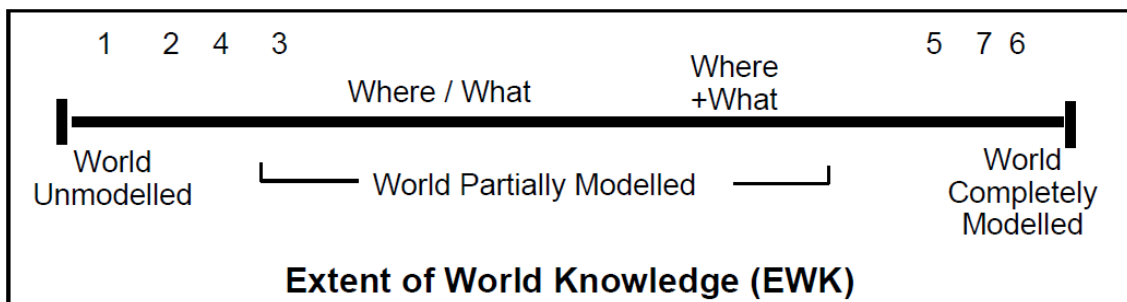 1 2 4 3 5 7 6
Where / What
Where
+What
World
Unmodelled
World Partially Modelled
World
Completely
Modelled
Extent of World Knowledge (EWK)